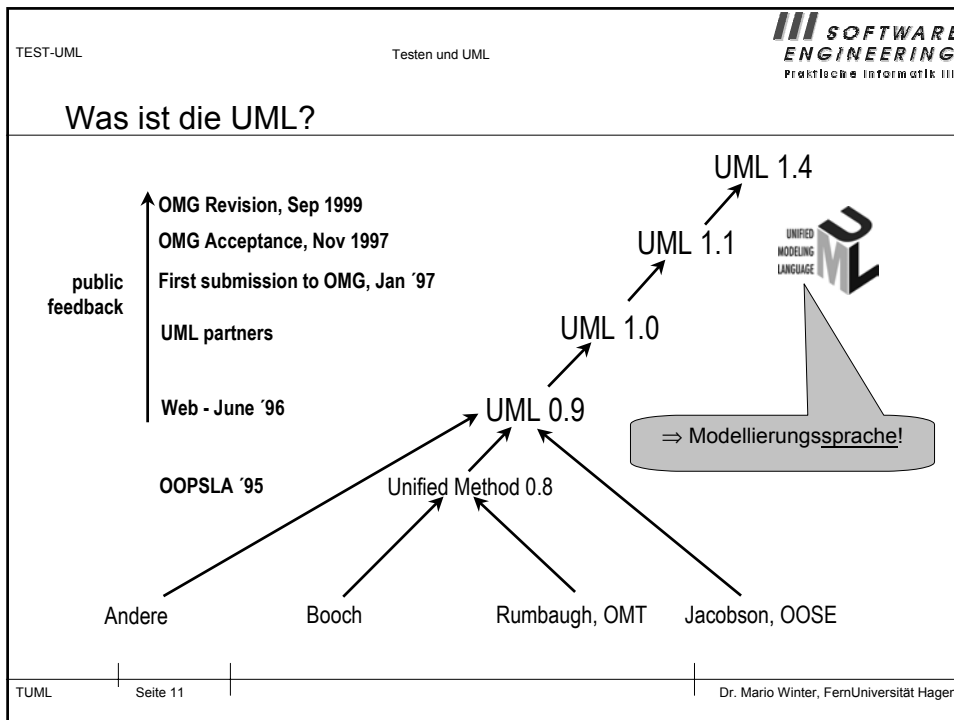 TEST-UML
Testen und UML
SOFTWARE
ENGINEERING
Praktische Informatik III
Was ist die UML?
UML 1.4
OMG Revision, Sep 1999
OMG Acceptance, Nov 1997
UML 1.1
UNIFIED
MODELING
LANGUAGE
UML
public
feedback
First submission to OMG, Jan ´97
UML partners
UML 1.0
Web - June ´96
UML 0.9
⇒ Modellierungssprache!
OOPSLA ´95
Unified Method 0.8
Andere
Booch
Rumbaugh, OMT
Jacobson, OOSE
TUML
Seite 11
Dr. Mario Winter, FernUniversität Hagen